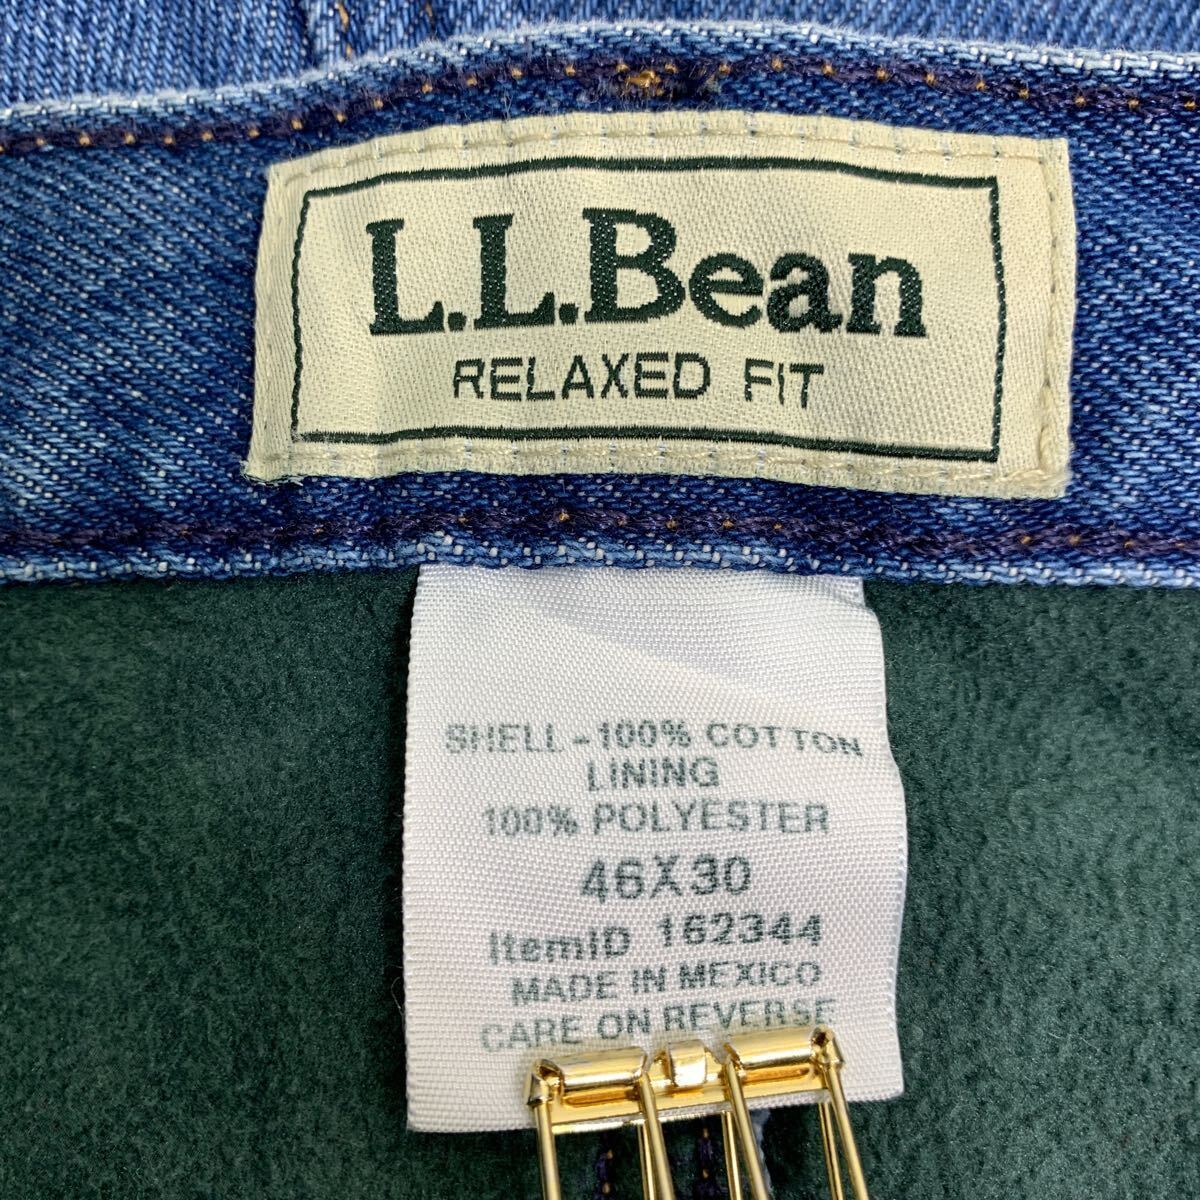 L.L.Bean
RELAXED FIT
SHELL - 100% COTTON
LINING
100% POLYESTER
46X30
ItemID 162344
MADE IN MEXICO
CARE ON REVERSE